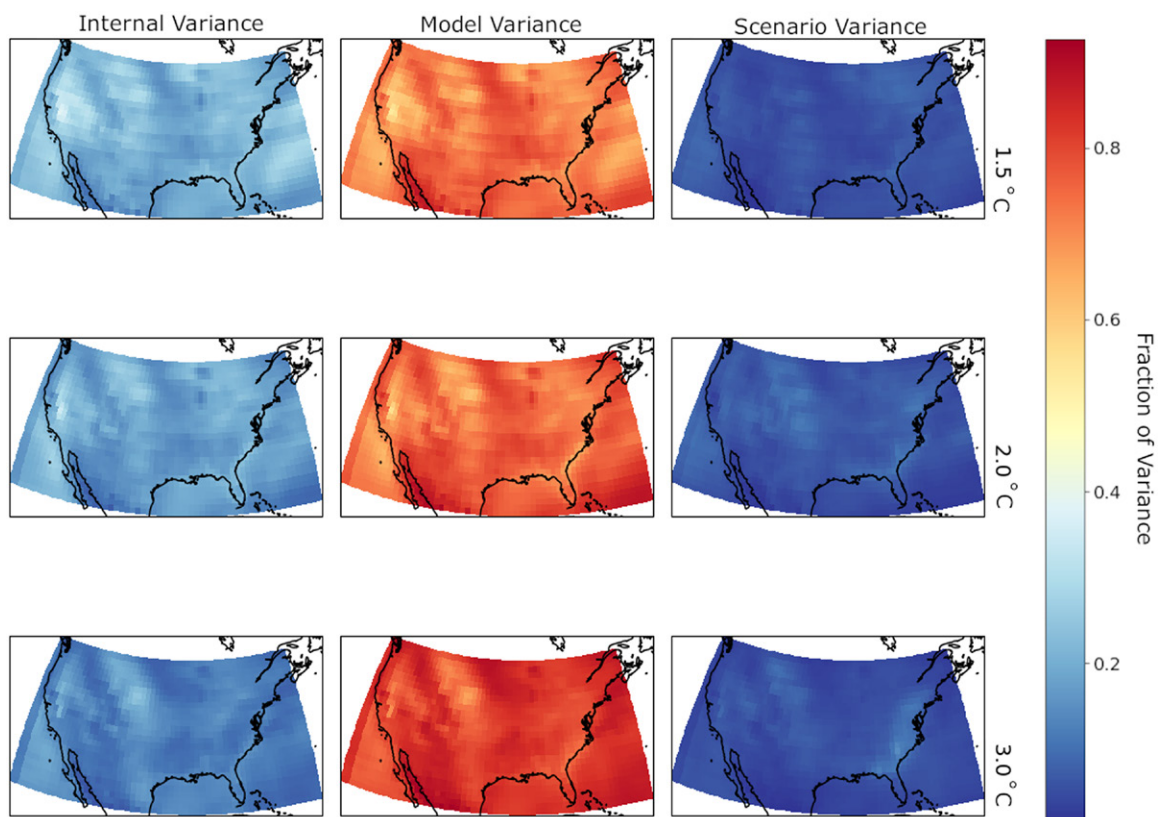 Internal Variance
Model Variance
Scenario Variance
1.5 °C
2.0 °C
3.0 °C
0.8
0.6
0.4
0.2
Fraction of Variance